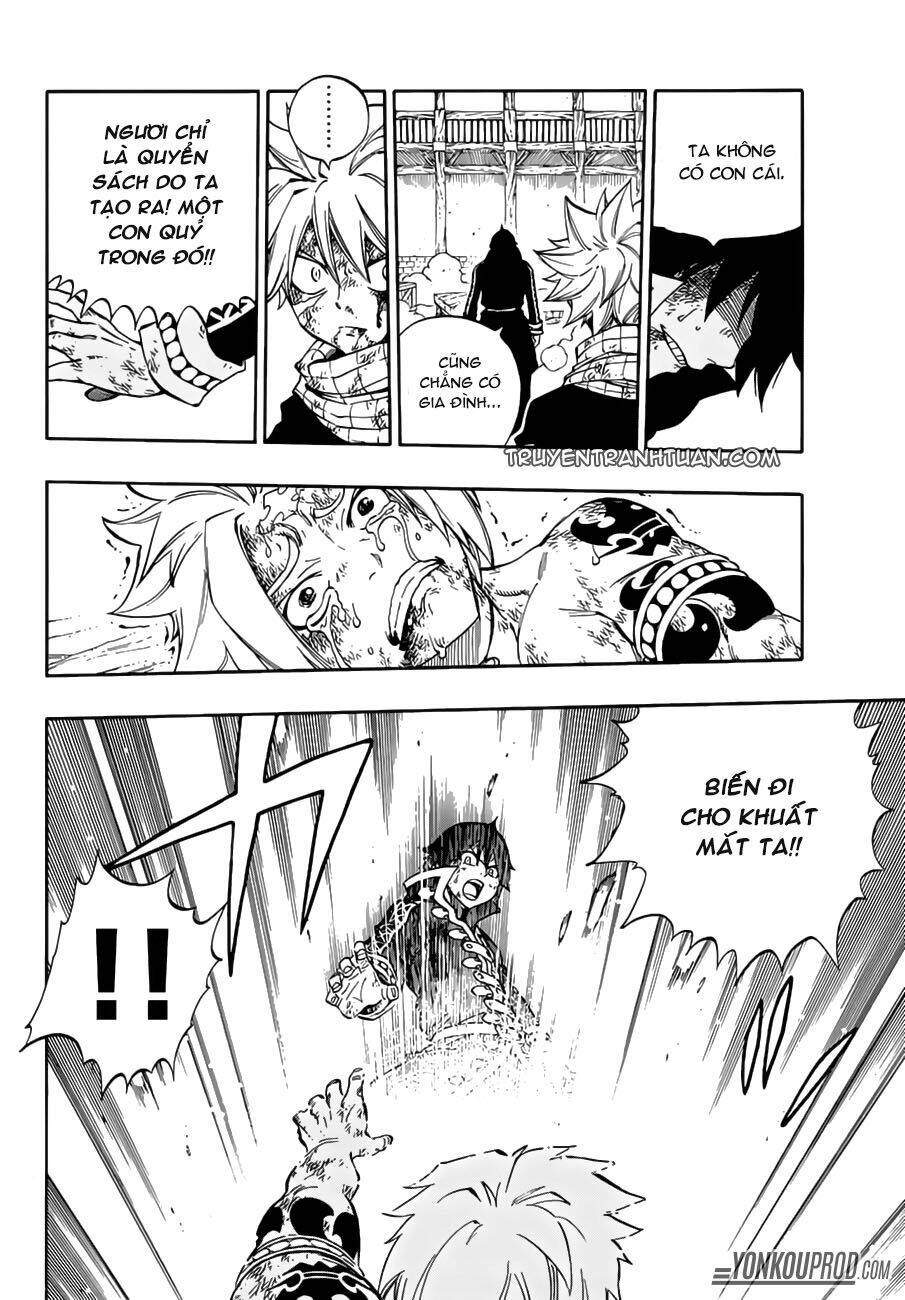 TA KHÔNG
CÓ CON CÁI.
CŨNG
CHẲNG CÓ
GIA ĐÌNH...
.......
NGƯƠI CHỈ
LÀ QUYỂN
SÁCH DO TA
TẠO RA! MỘT
CON QUỶ
TRONG ĐÓ!!
TRUYENTRANHTUAN.COM
BIẾN ĐI
CHO KHUẤT
MẮT TA!!
!!
YONKOUPROD.COM